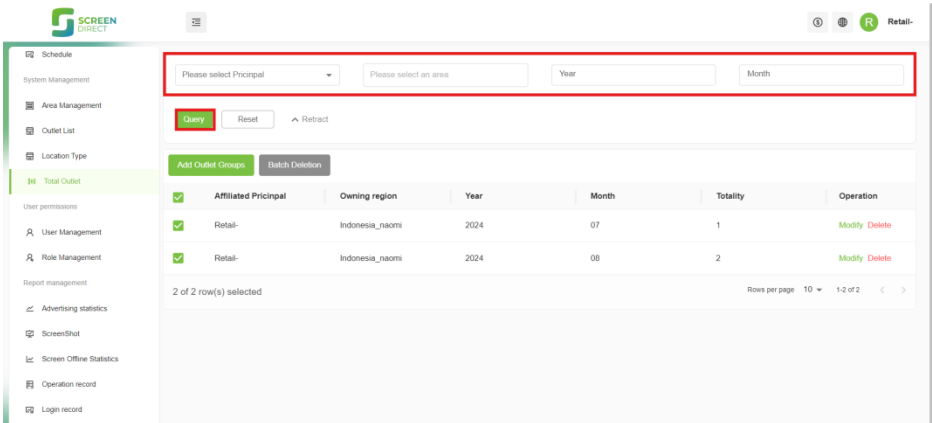 SCREEN
DIRECT
R
Retail-
Schedule
System Management
Area Management
Outlet List
Location Type
Total Outlet
User permissions
User Management
Role Management
Report management
Advertising statistics
ScreenShot
Screen Offline Statistics
Operation record
Login record
Please select Pricinpal
Please select an area
Year
Month
Query
Reset
Retract
Add Outlet Groups
Batch Deletion
Affiliated Pricinpal Owning region Year Month Totality Operation
Retail- Indonesia_naomi 2024 07 1 Modify Delete
Retail- Indonesia_naomi 2024 08 2 Modify Delete
2 of 2 row(s) selected
Rows per page 10 1-2 of 2